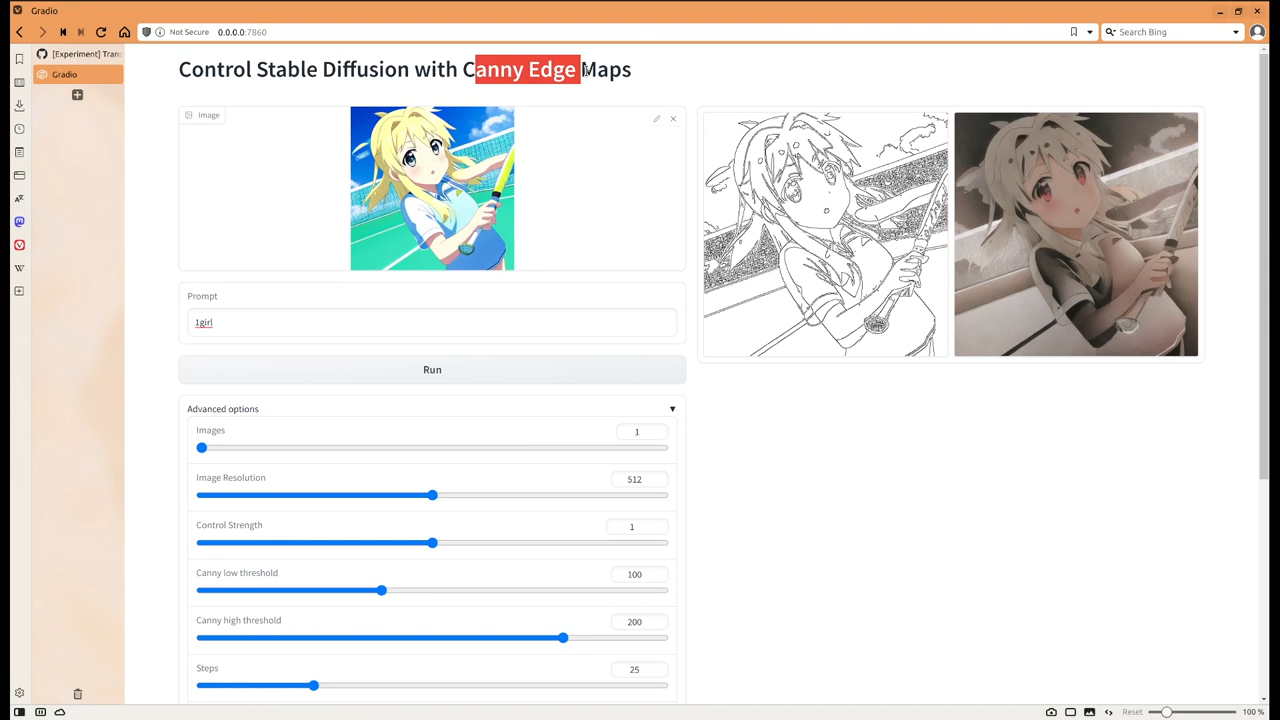 Gradio
Not Secure 0.0.0.0:7860
Search Bing
[Experiment] Trans
Gradio
Control Stable Diffusion with Canny Edge Maps
Image
Prompt
1girl
Run
Advanced options
Images
1
Image Resolution
512
Control Strength
1
Canny low threshold
100
Canny high threshold
200
Steps
25
Reset
100 %